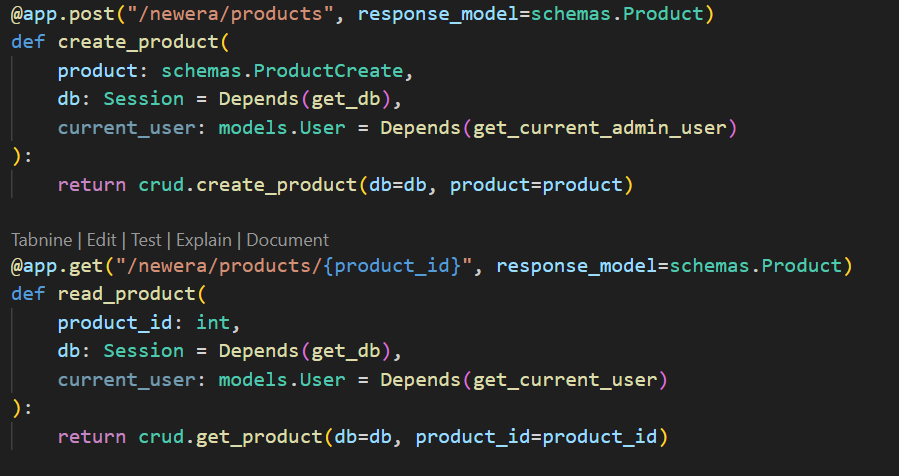 @app.post("/newera/products", response_model=schemas.Product)
def create_product(
    product: schemas.ProductCreate,
    db: Session = Depends(get_db),
    current_user: models.User = Depends(get_current_admin_user)
):
    return crud.create_product(db=db, product=product)
Tabnine | Edit | Test | Explain | Document
@app.get("/newera/products/{product_id}", response_model=schemas.Product)
def read_product(
    product_id: int,
    db: Session = Depends(get_db),
    current_user: models.User = Depends(get_current_user)
):
    return crud.get_product(db=db, product_id=product_id)